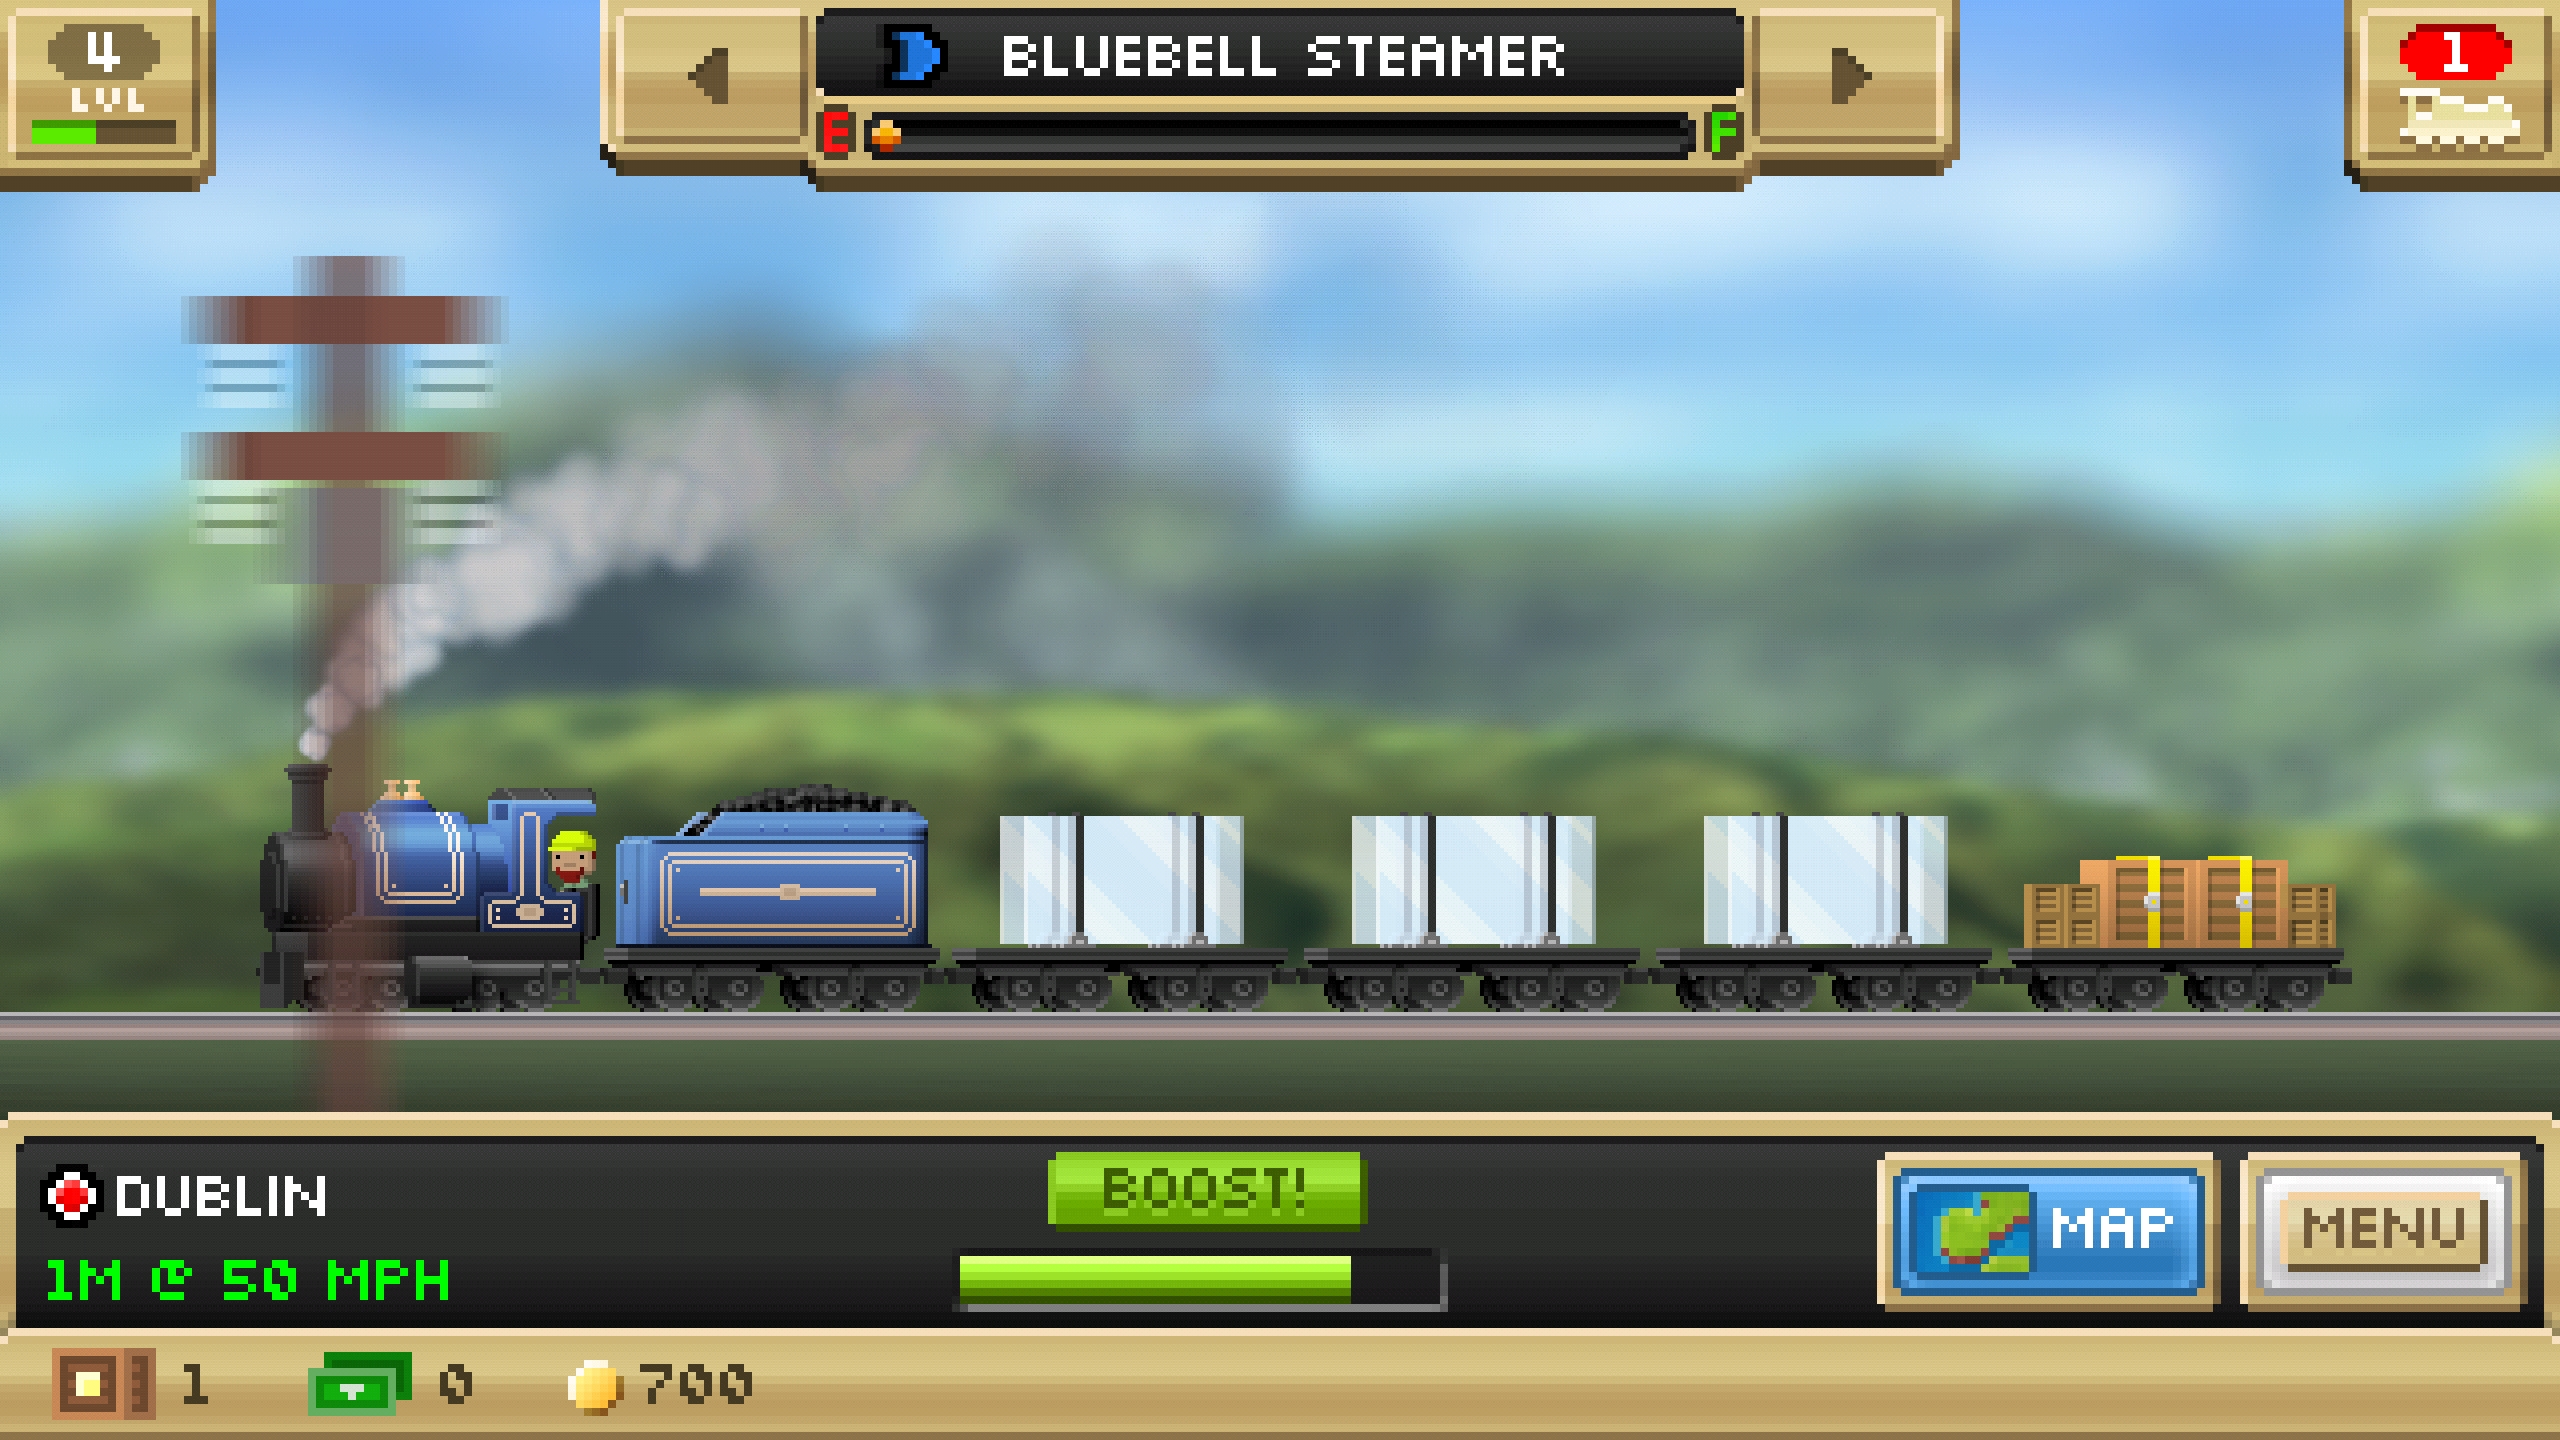 4
LVL
BLUEBELL STEAMER
E F
1
DUBLIN
1M @ 50 MPH
BOOST!
MAP
MENU
1 0 700